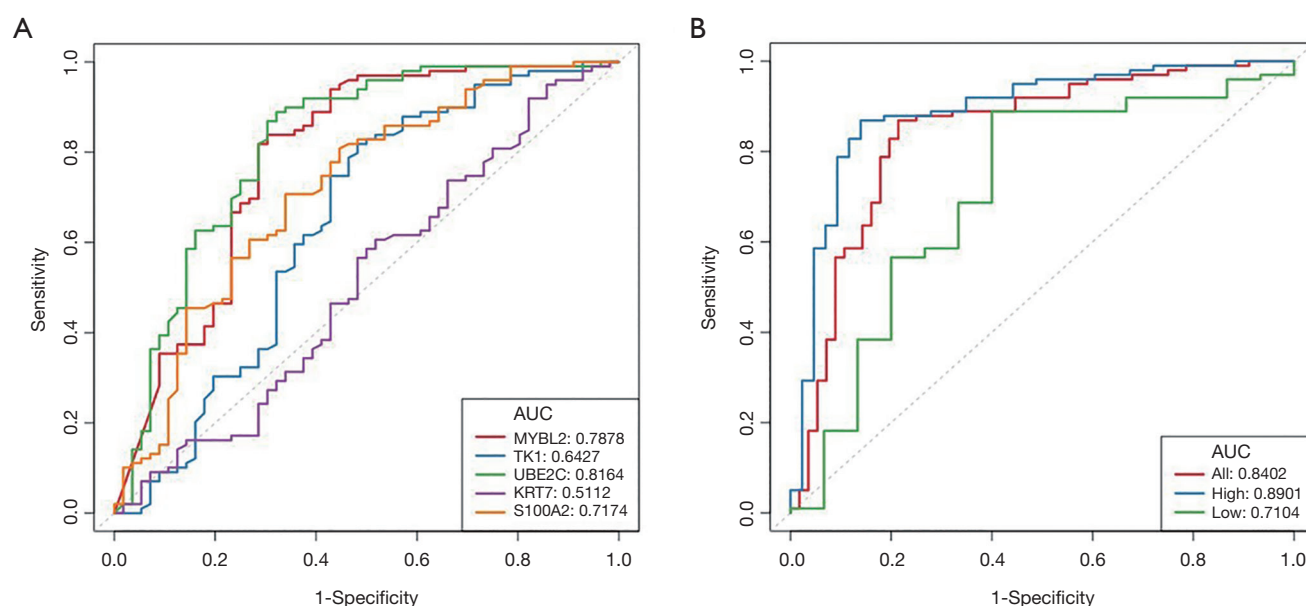 A
Sensitivity
1.0
0.8
0.6
0.4
0.2
0.0
0.0 0.2 0.4 0.6 0.8 1.0
1-Specificity
AUC
MYBL2: 0.7878
TK1: 0.6427
UBE2C: 0.8164
KRT7: 0.5112
S100A2: 0.7174
B
Sensitivity
1.0
0.8
0.6
0.4
0.2
0.0
0.0 0.2 0.4 0.6 0.8 1.0
1-Specificity
AUC
All: 0.8402
High: 0.8901
Low: 0.7104